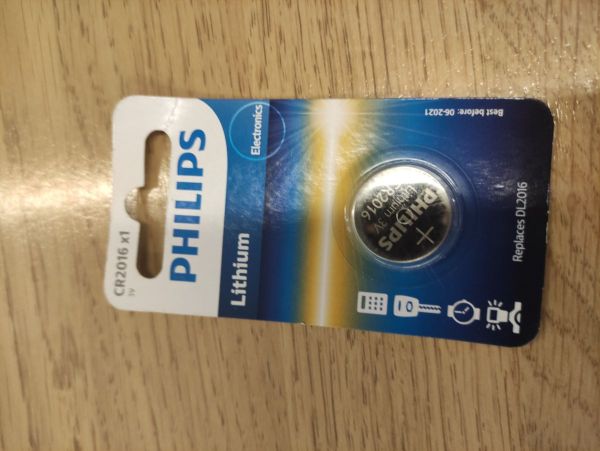 CR2016 x1
3V
PHILIPS
Lithium
Electronics
Best before: 06-2021
PHILIPS
CR2016
Lithium 3V
+
Replaces DL2016